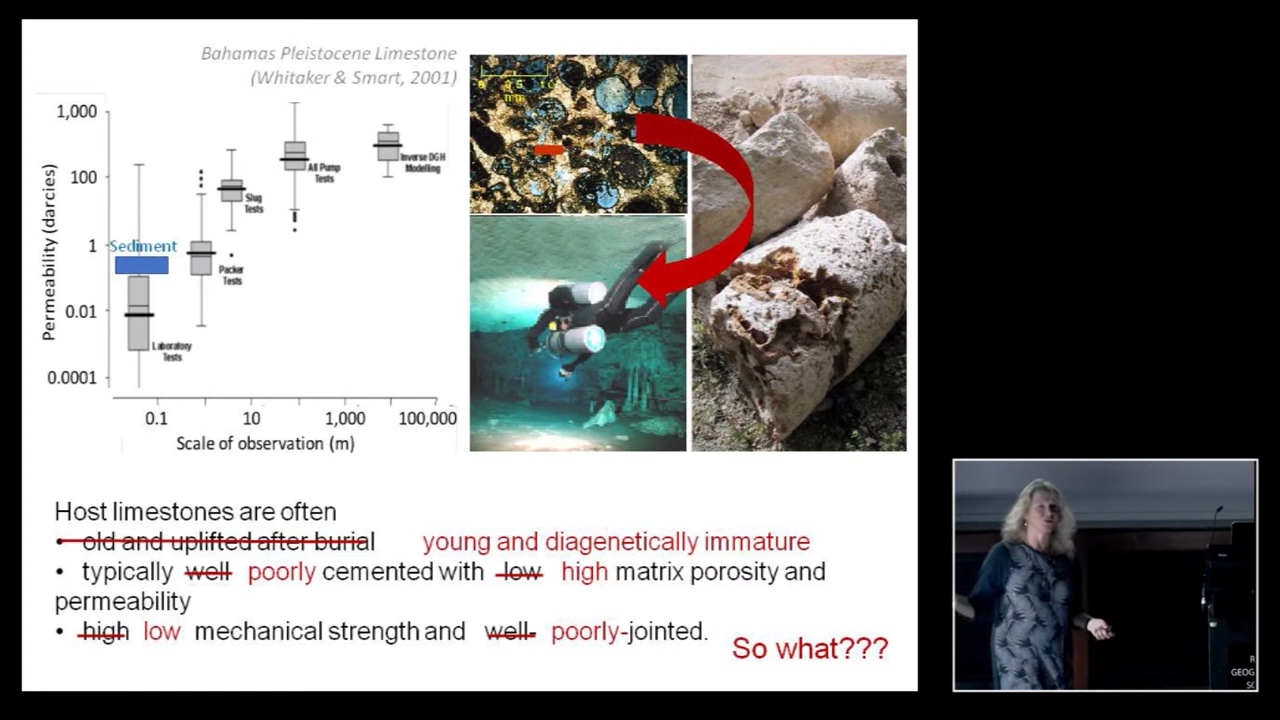 Bahamas Pleistocene Limestone
(Whitaker & Smart, 2001)
Permeability (darcies)
1,000
100
1
0.01
0.0001
Sediment
Laboratory
Tests
Packer
Tests
Slug
Tests
All Pump
Tests
Inverse DGH
Modelling
0.1
10
1,000
100,000
Scale of observation (m)
mm
Host limestones are often
• old and uplifted after burial young and diagenetically immature
• typically well poorly cemented with low high matrix porosity and
permeability
• high low mechanical strength and well- poorly-jointed.
So what???
R
GEOG
SO